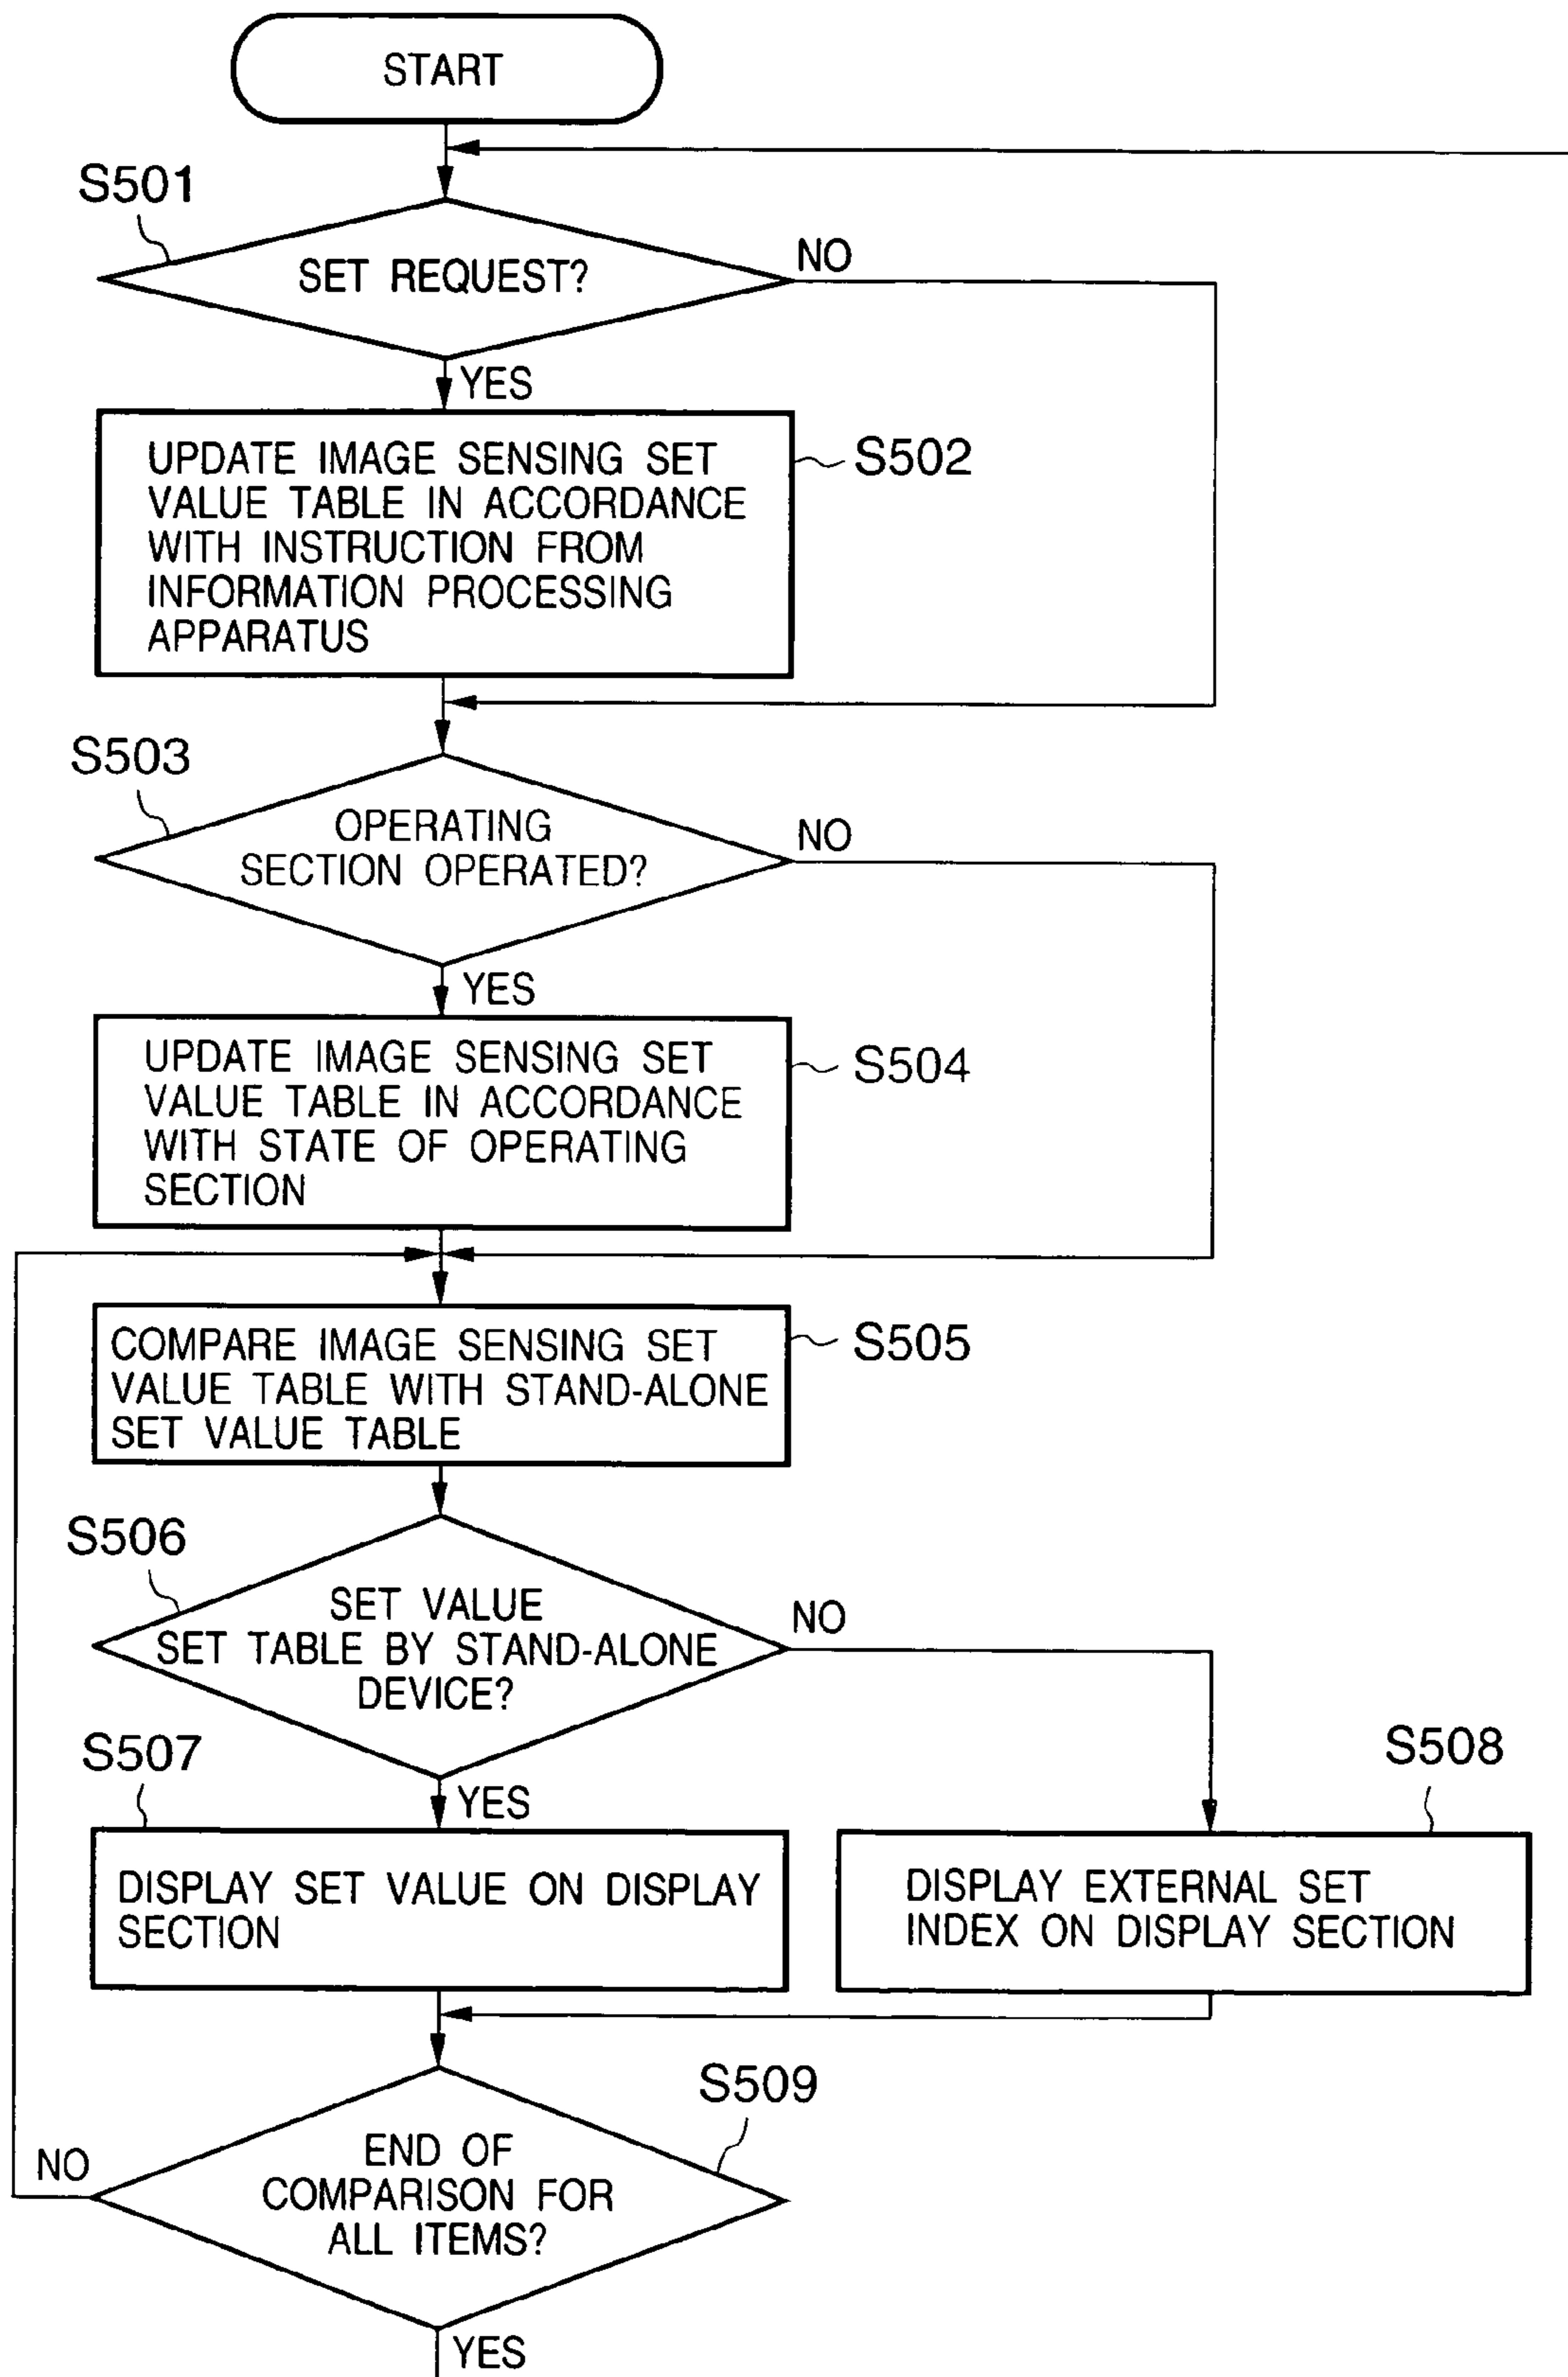 START
S501
SET REQUEST?
NO
YES
UPDATE IMAGE SENSING SET
VALUE TABLE IN ACCORDANCE
WITH INSTRUCTION FROM
INFORMATION PROCESSING
APPARATUS
S502
S503
OPERATING
SECTION OPERATED?
NO
YES
UPDATE IMAGE SENSING SET
VALUE TABLE IN ACCORDANCE
WITH STATE OF OPERATING
SECTION
S504
COMPARE IMAGE SENSING SET
VALUE TABLE WITH STAND-ALONE
SET VALUE TABLE
S505
S506
SET VALUE
SET TABLE BY STAND-ALONE
DEVICE?
NO
YES
S507
DISPLAY SET VALUE ON DISPLAY
SECTION
S508
DISPLAY EXTERNAL SET
INDEX ON DISPLAY SECTION
S509
END OF
COMPARISON FOR
ALL ITEMS?
NO
YES